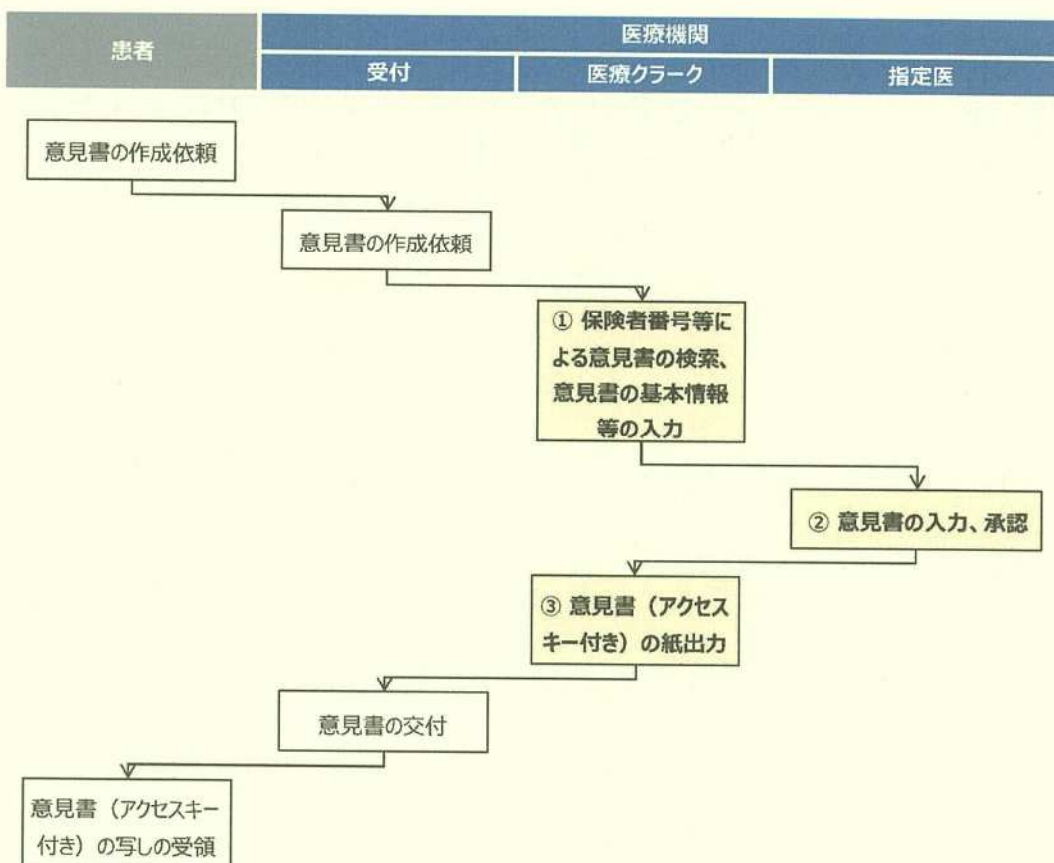 患者
医療機関
受付
医療クラーク
指定医
意見書の作成依頼
意見書の作成依頼
① 保険者番号等に
よる意見書の検索、
意見書の基本情報
等の入力
② 意見書の入力、承認
③ 意見書（アクセス
キー付き）の紙出力
意見書の交付
意見書（アクセスキー
付き）の写しの受領